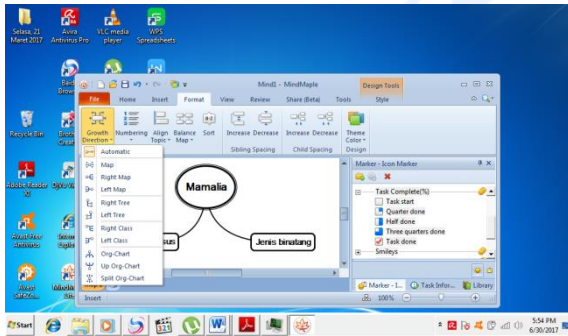 Selasa, 21
Maret 2017
Avira
Antivirus Pro
VLC media
player
WPS
Spreadsheets
Mind1 - MindMaple
Design Tools
File Home Insert Format View Review Share (Beta) Tools Style
Growth
Direction
Numbering
Align
Topic
Balance
Map
Sort
Increase Decrease
Increase Decrease
Theme
Color
Sibling Spacing
Child Spacing
Design
Automatic
Map
Right Map
Left Map
Right Tree
Left Tree
Right Class
Left Class
Org-Chart
Up Org-Chart
Split Org-Chart
Mamalia
Jenis binatang
Marker - Icon Marker
Task Complete(%)
Task start
Quarter done
Half done
Three quarters done
Task done
Smileys
Marker - I...
Task Infor...
Library
Insert
100%
Recycle Bin
Adobe Reader
Avast Free
Antivirus
Avast
Start
5:54 PM
6/30/2017